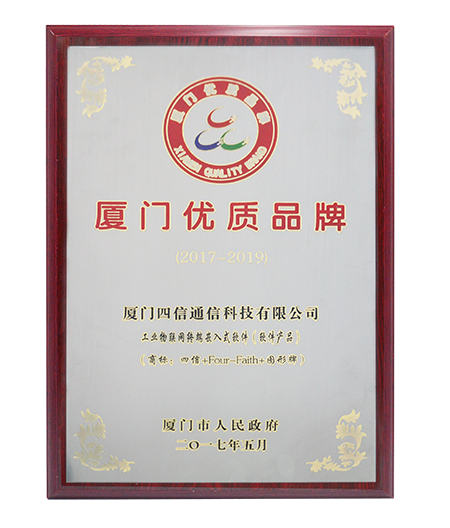 厦门优质品牌
XIAMEN QUALITY BRAND
厦门优质品牌
(2017-2019)
厦门四信通信科技有限公司
工业物联网终端嵌入式软件(软件产品)
(商标:四信+Four-Faith+图形牌)
厦门市人民政府
二〇一七年五月